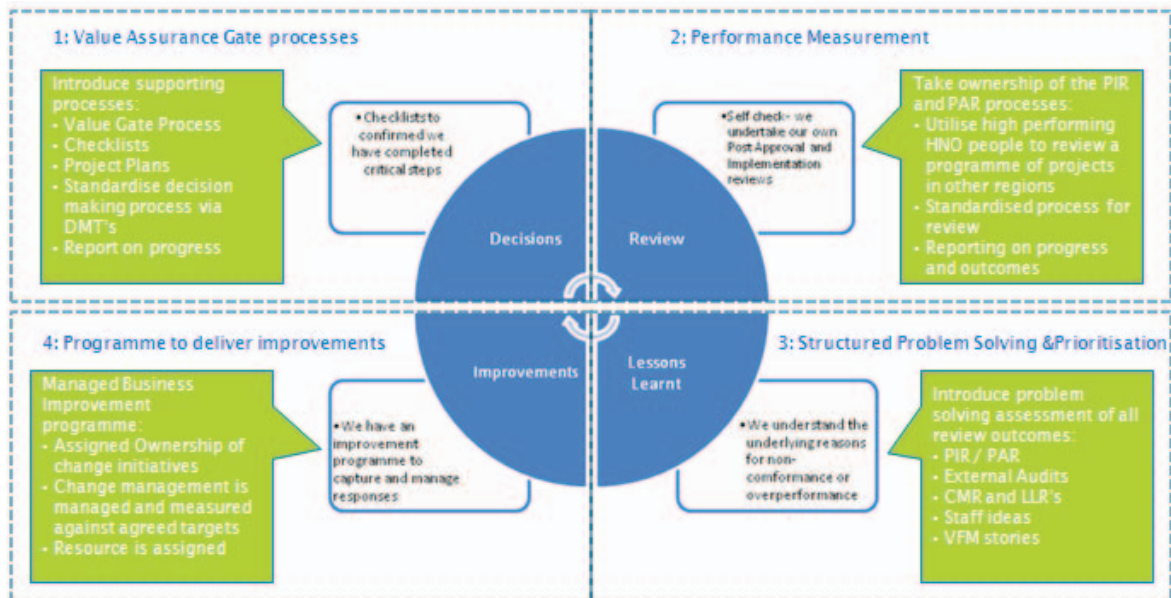 1: Value Assurance Gate processes
Introduce supporting
processes:
• Value Gate Process
• Checklists
• Project Plans
• Standardise decision
making process via
DMT's
• Report on progress
• Checklists to
confirmed we
have completed
critical steps
Decisions
2: Performance Measurement
Review
• Self check- we
undertake our own
Post Approval and
Implementation
reviews
Take ownership of the PIR
and PAR processes:
• Utilise high performing
HNO people to review a
programme of projects
in other regions
• Standardised process for
review
• Reporting on progress
and outcomes
3: Structured Problem Solving &Prioritisation
Lessons
Learnt
• We understand the
underlying reasons
for non-
comformance or
overperformance
Introduce problem
solving assessment of all
review outcomes:
• PIR / PAR
• External Audits
• CMR and LLR's
• Staff ideas
• VFM stories
4: Programme to deliver improvements
Managed Business
Improvement
programme:
• Assigned Ownership of
change initiatives
• Change management is
managed and measured
against agreed targets
• Resource is assigned
• We have an
improvement
programme to
capture and manage
responses
Improvements